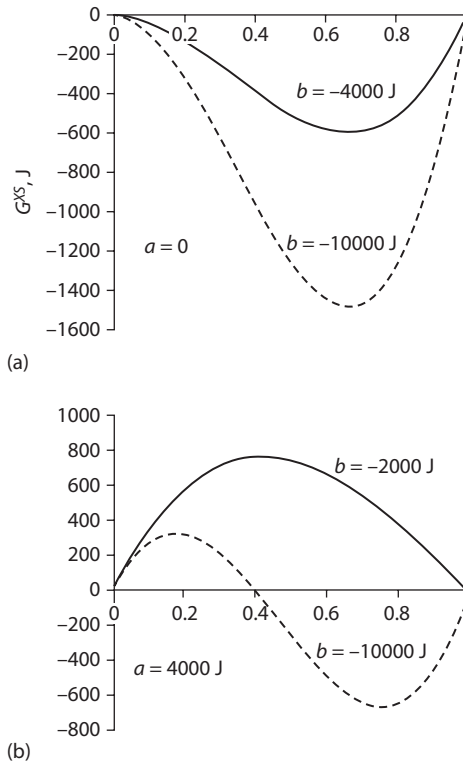 0
0 0.2 0.4 0.6 0.8 1
–200
–400
b = –4000 J
–600
–800
G^XS, J
–1000
–1200
a = 0
b = –10000 J
–1400
–1600
(a)
1000
800
b = –2000 J
600
400
200
0
0 0.2 0.4 0.6 0.8
–200
–400
a = 4000 J
b = –10000 J
–600
–800
(b)